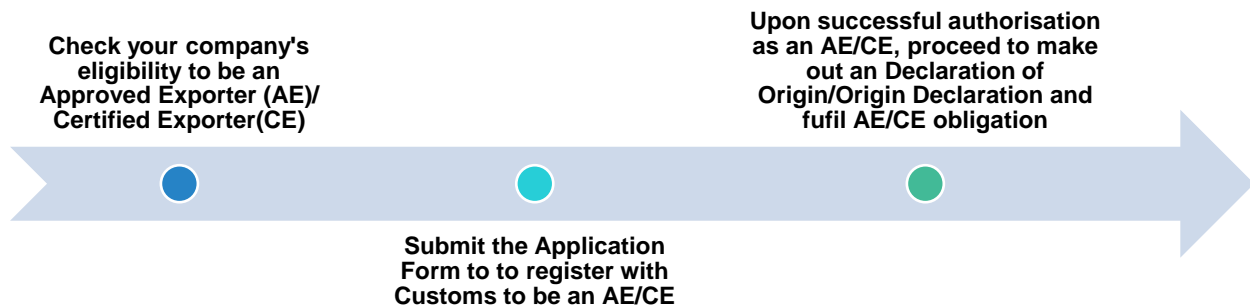 Check your company's
eligibility to be an
Approved Exporter (AE)/
Certified Exporter(CE)
Submit the Application
Form to to register with
Customs to be an AE/CE
Upon successful authorisation
as an AE/CE, proceed to make
out an Declaration of
Origin/Origin Declaration and
fufil AE/CE obligation